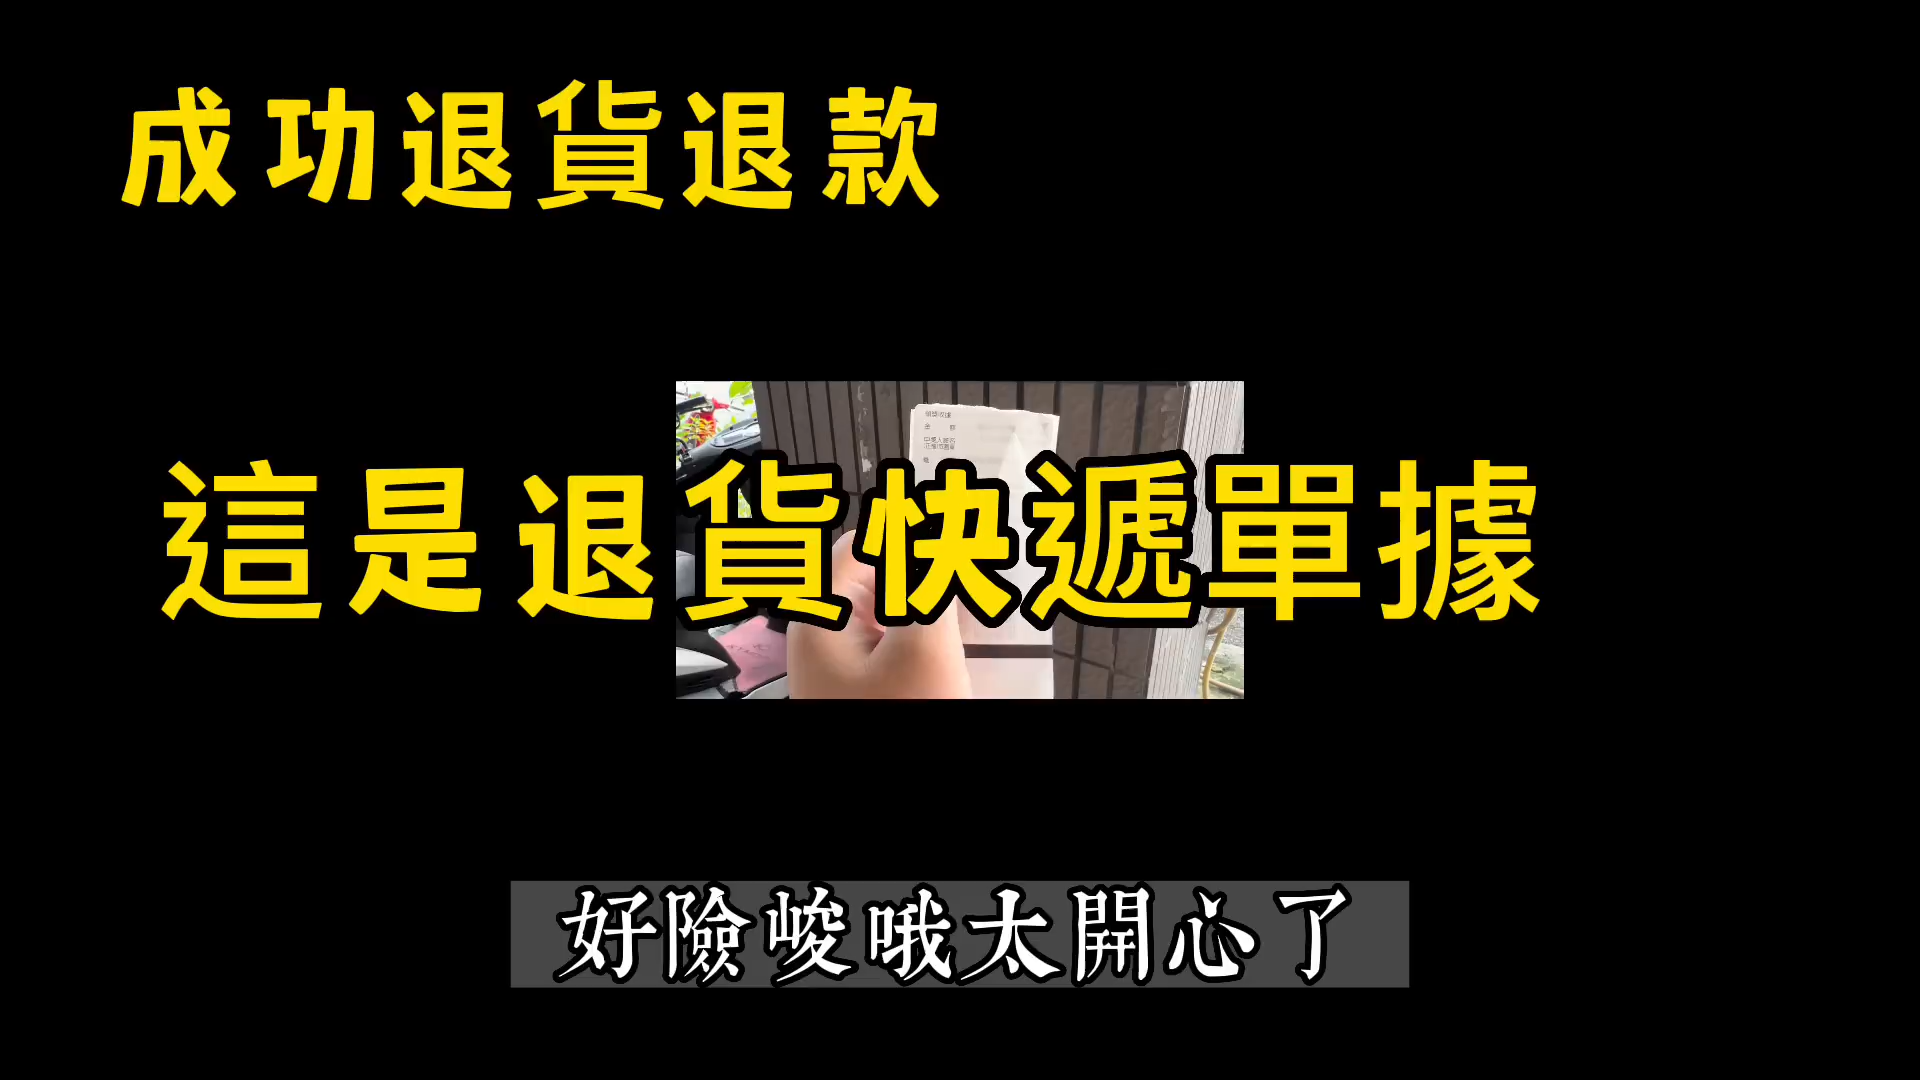 成功退貨退款
這是退貨快遞單據
好險峻哦太開心了